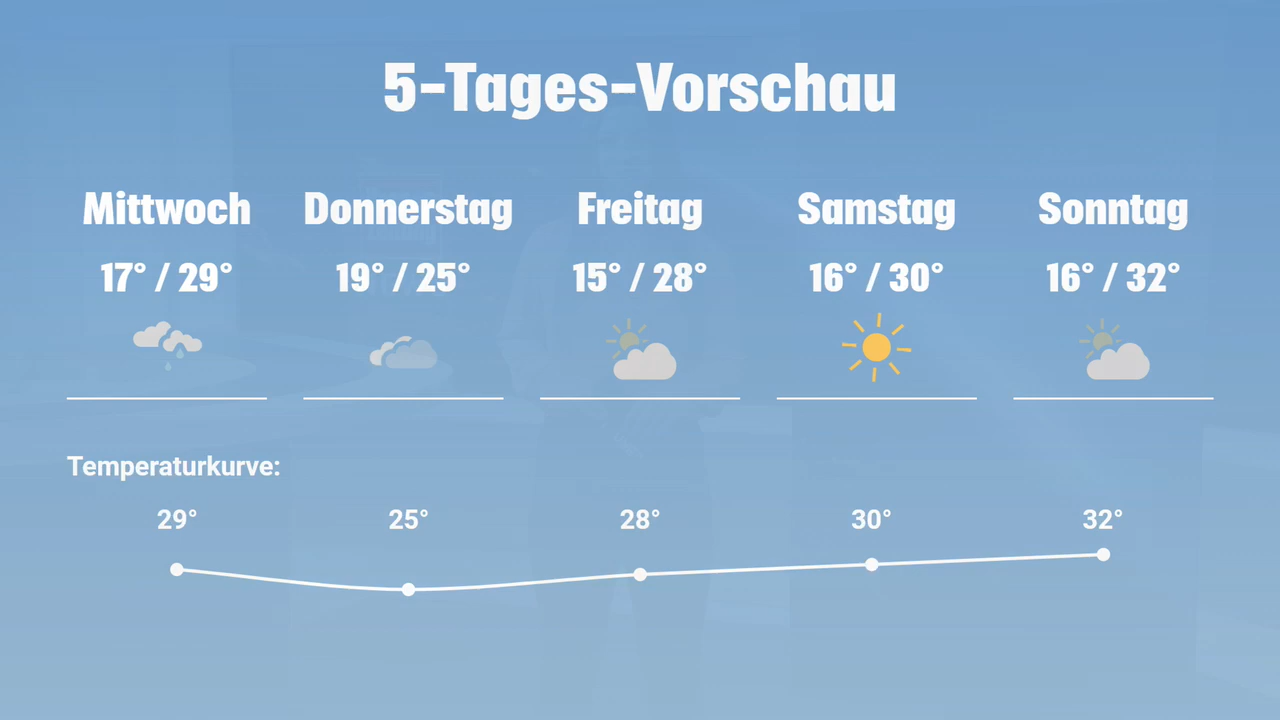 5-Tages-Vorschau
Mittwoch Donnerstag Freitag Samstag Sonntag
17° / 29° 19° / 25° 15° / 28° 16° / 30° 16° / 32°
Temperaturkurve:
29° 25° 28° 30° 32°